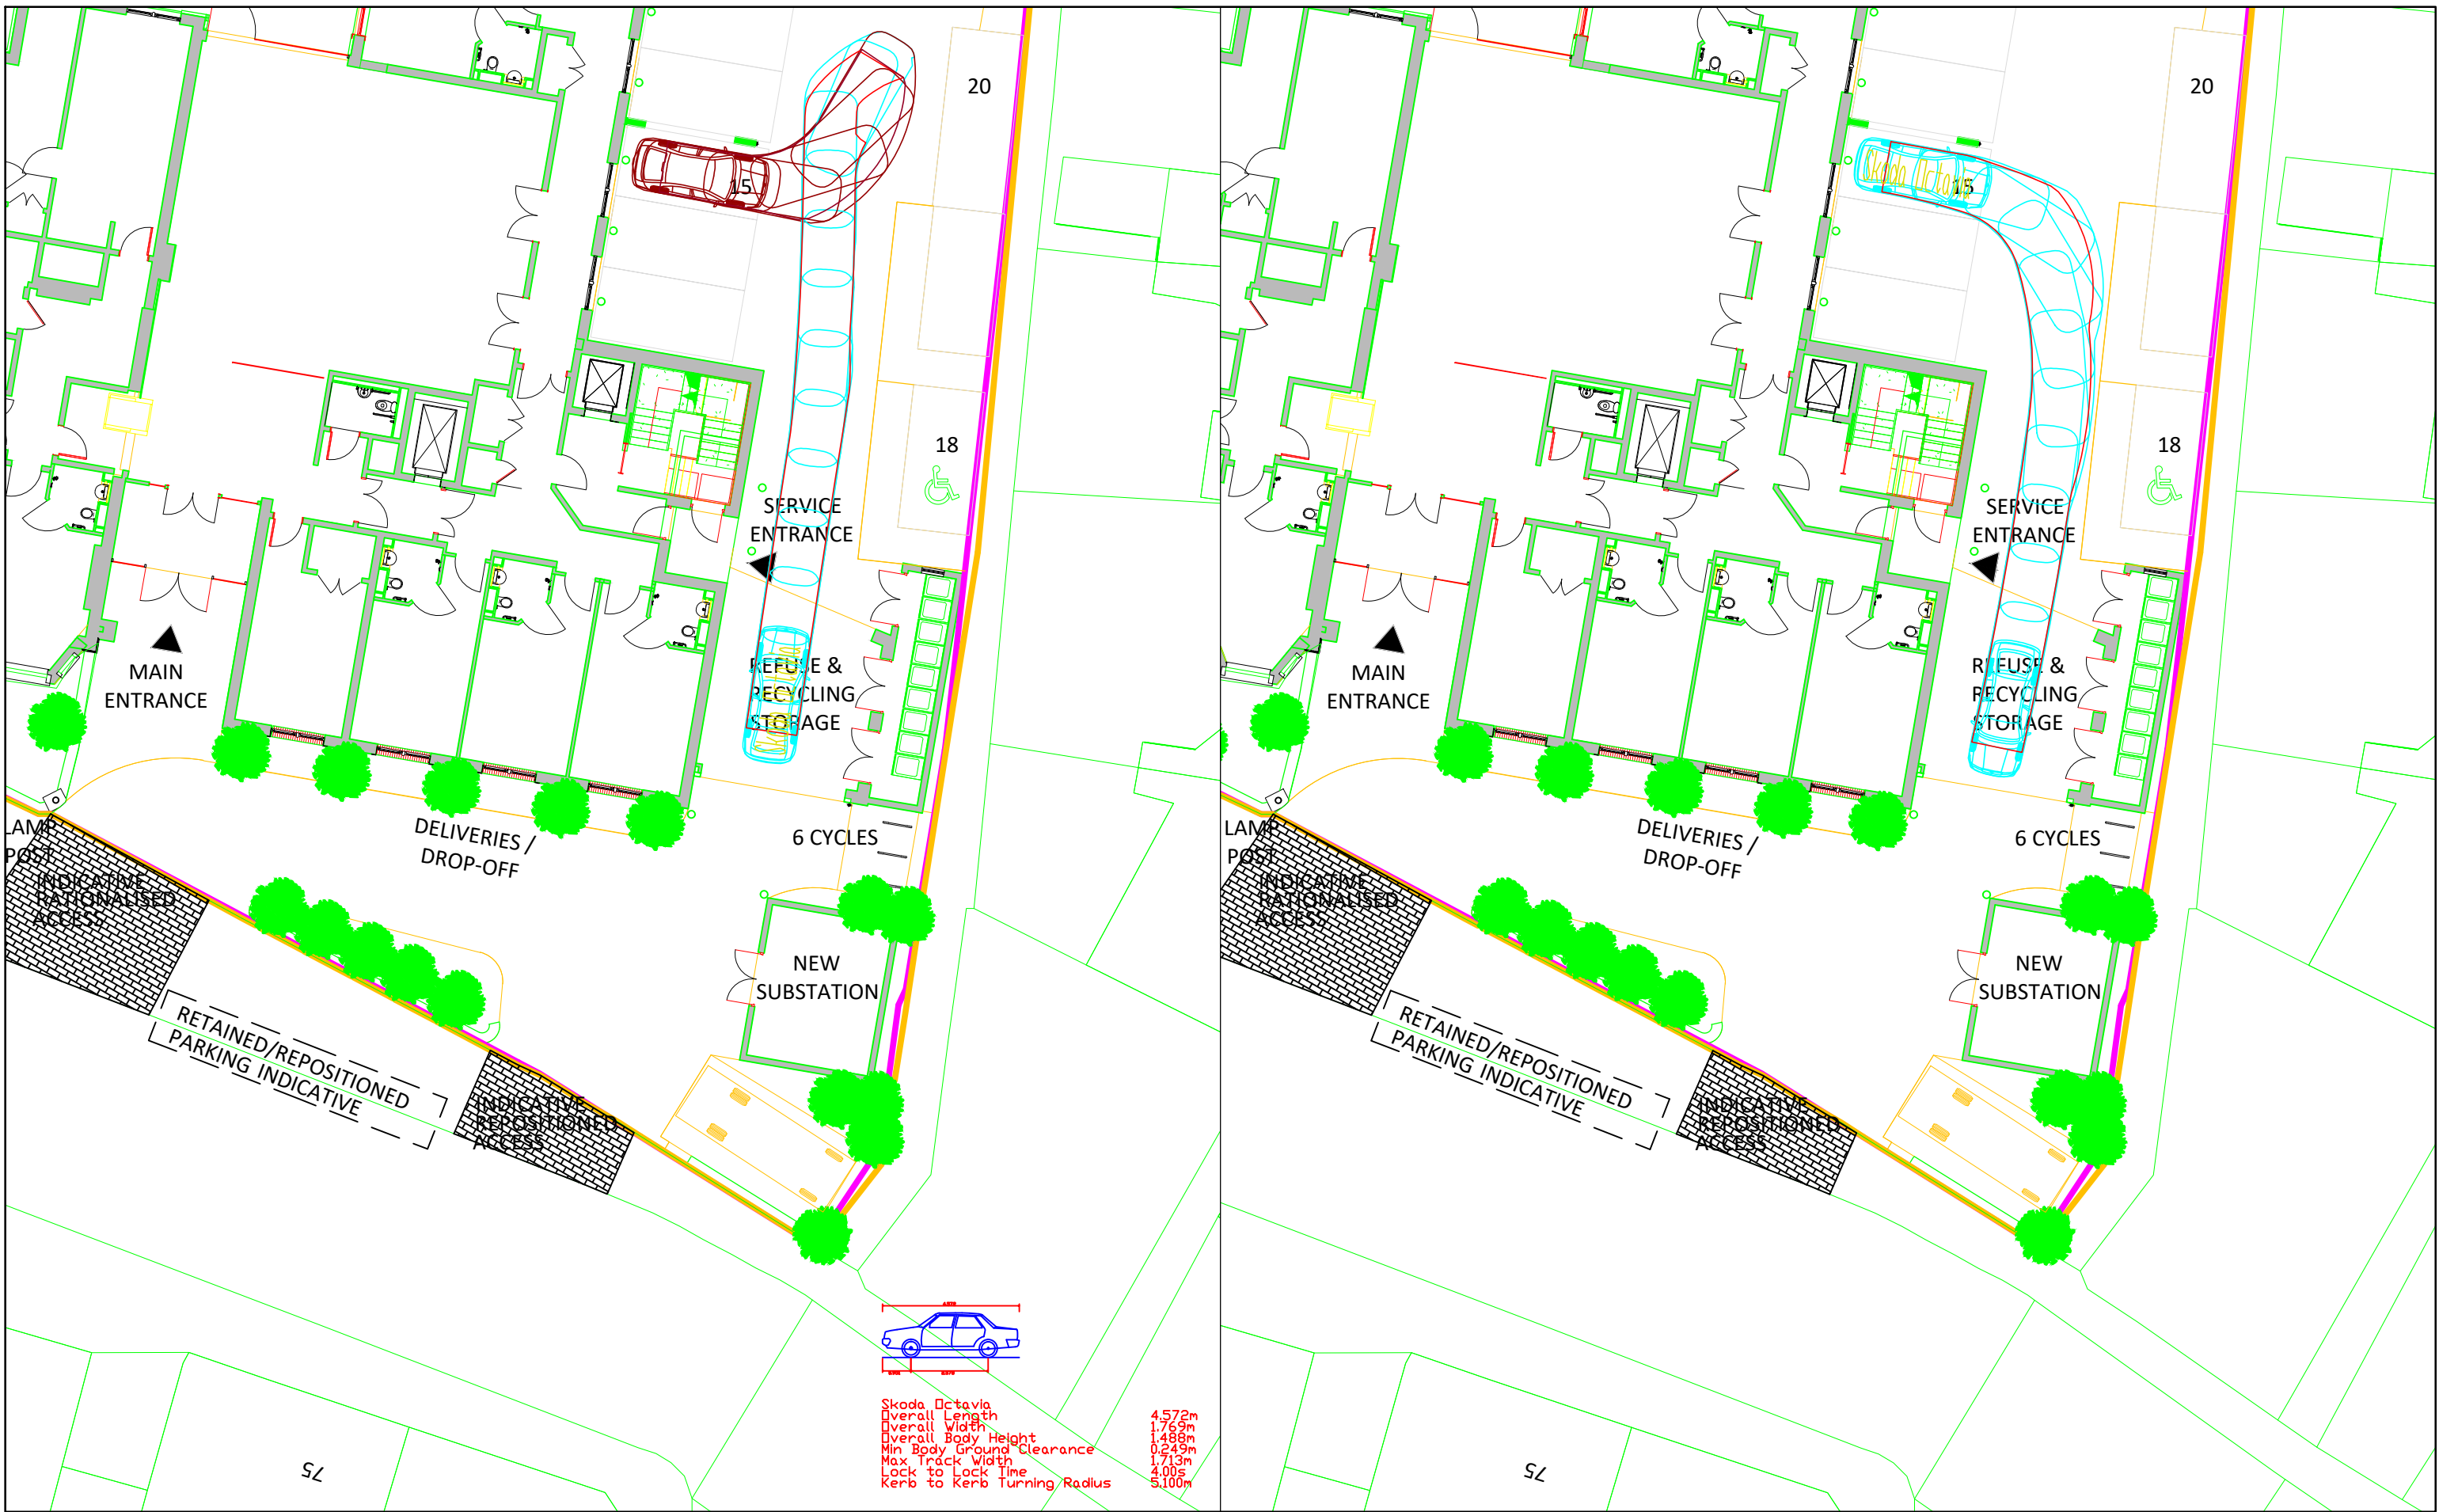 20
15
18
SERVICE
ENTRANCE
MAIN
ENTRANCE
REFUSE &
RECYCLING
STORAGE
LAMP
POST
DELIVERIES /
DROP-OFF
6 CYCLES
INDICATIVE
RATIONALISED
ACCESS
NEW
SUBSTATION
RETAINED/REPOSITIONED
PARKING INDICATIVE
INDICATIVE
REPOSITIONED
ACCESS
75
Skoda Octavia
Overall Length 4.572m
Overall Width 1.769m
Overall Body Height 1.488m
Min Body Ground Clearance 0.249m
Max Track Width 1.713m
Lock to Lock Time 4.00s
Kerb to Kerb Turning Radius 5.100m
20
Skoda Octavia
15
18
SERVICE
ENTRANCE
MAIN
ENTRANCE
REFUSE &
RECYCLING
STORAGE
LAMP
POST
DELIVERIES /
DROP-OFF
6 CYCLES
INDICATIVE
RATIONALISED
ACCESS
NEW
SUBSTATION
RETAINED/REPOSITIONED
PARKING INDICATIVE
INDICATIVE
REPOSITIONED
ACCESS
75